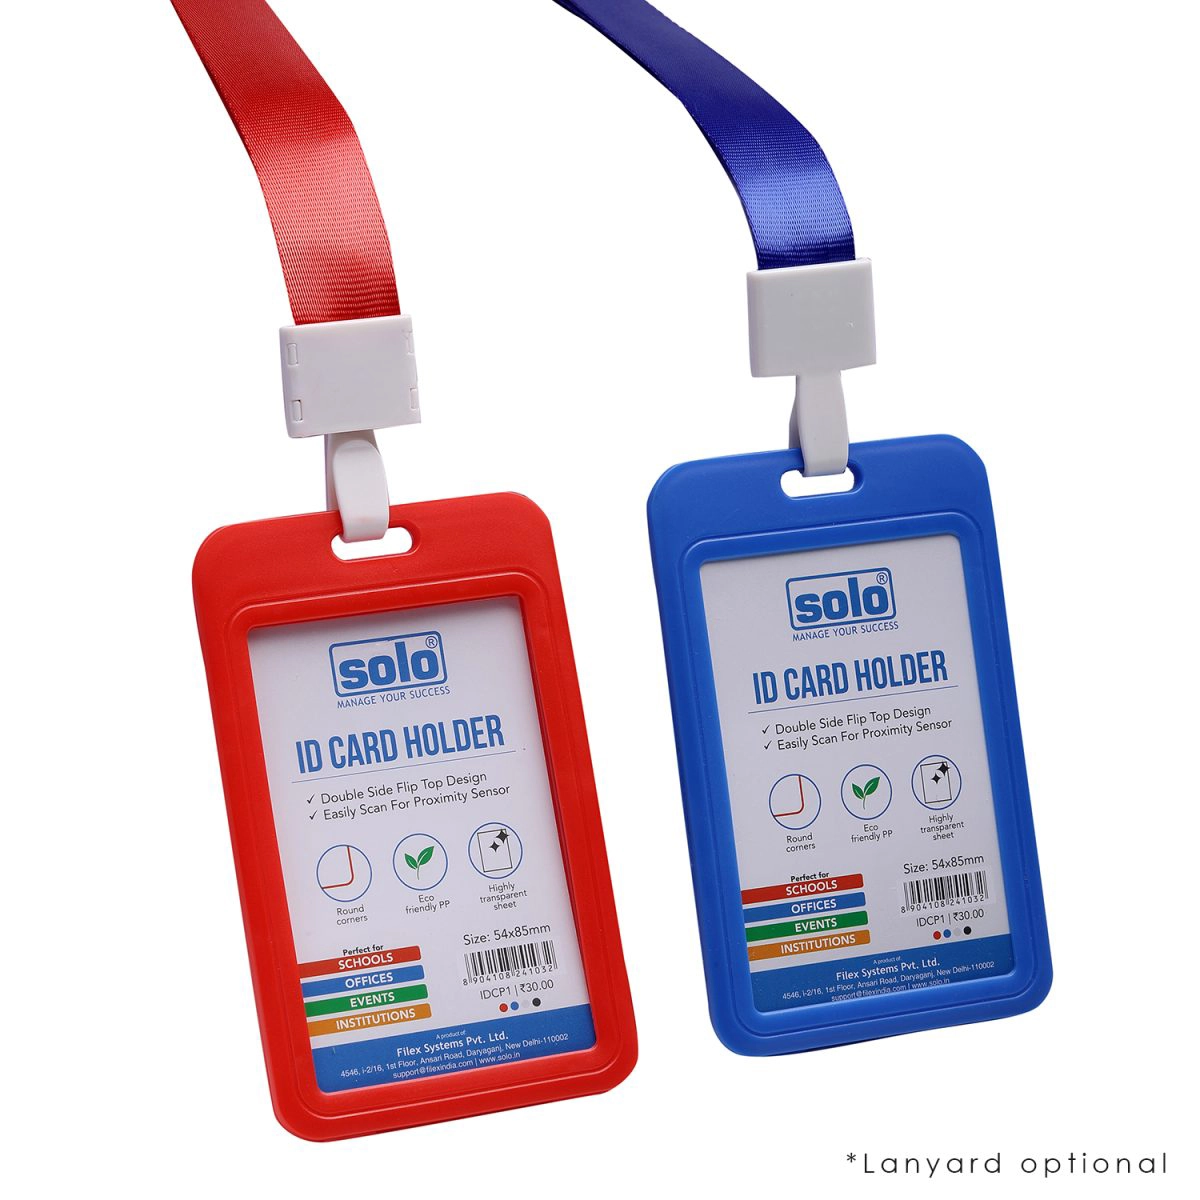 solo®
MANAGE YOUR SUCCESS
ID CARD HOLDER
✓ Double Side Flip Top Design
✓ Easily Scan For Proximity Sensor
Round
corners
Eco
friendly PP
Highly
transparent
sheet
Size: 54x85mm
Perfect for
SCHOOLS
OFFICES
EVENTS
INSTITUTIONS
8 904108 241032
IDCP1 | ₹30.00
A product of:
Filex Systems Pvt. Ltd.
4546, i-2/16, 1st Floor, Ansari Road, Daryaganj, New Delhi-110002
support@filexindia.com | www.solo.in
solo®
MANAGE YOUR SUCCESS
ID CARD HOLDER
✓ Double Side Flip Top Design
✓ Easily Scan For Proximity Sensor
Round
corners
Eco
friendly PP
Highly
transparent
sheet
Size: 54x85mm
Perfect for
SCHOOLS
OFFICES
EVENTS
INSTITUTIONS
8 904108 241032
IDCP1 | ₹30.00
A product of:
Filex Systems Pvt. Ltd.
4546, i-2/16, 1st Floor, Ansari Road, Daryaganj, New Delhi-110002
support@filexindia.com | www.solo.in
*Lanyard optional